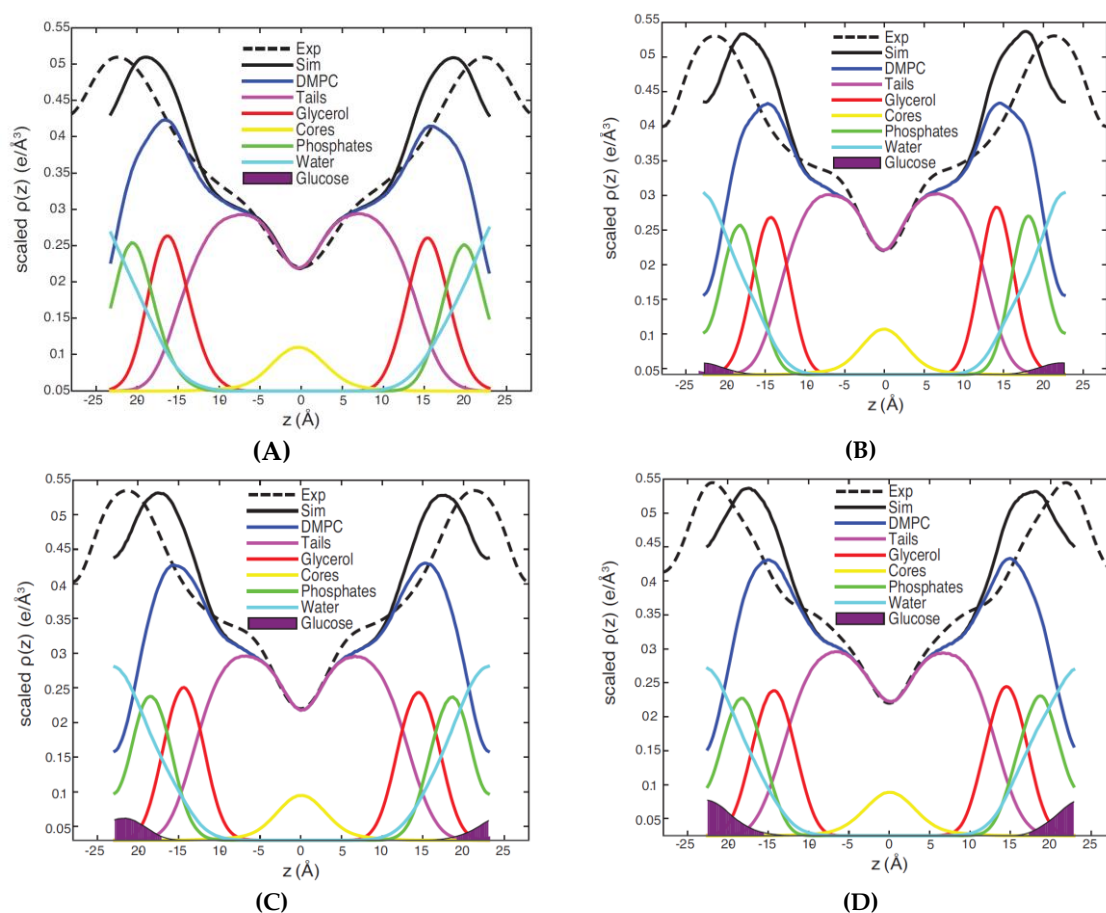 0.55
0.5
0.45
0.4
0.35
0.3
0.25
0.2
0.15
0.1
0.05
scaled ρ(z) (e/Å³)
Exp
Sim
DMPC
Tails
Glycerol
Cores
Phosphates
Water
Glucose
-25 20 -15 10 -5 0 5 10 15 20 23
z (Å)
(A)
0.55
0.5
0.45
0.4
0.35
0.3
0.25
0.2
0.15
0.1
0.05
scaled ρ(z) (e/Å³)
Exp
Sim
DMPC
Tails
Glycerol
Cores
Phosphates
Water
Glucose
-25 20 -15 -10 -5 0 5 10 15 20 25
z (Å)
(B)
0.55
0.5
0.45
0.4
0.35
0.3
0.25
0.2
0.15
0.1
0.05
scaled ρ(z) (e/Å³)
Exp
Sim
DMPC
Tails
Glycerol
Cores
Phosphates
Water
Glucose
-25 20 15 10 (5 0 5 10 15 20 23
z (Å)
(C)
0.55
0.5
0.45
0.4
0.35
0.3
0.25
0.2
0.15
0.1
0.05
scaled ρ(z) (e/Å³)
Exp
Sim
DMPC
Tails
Glycerol
Cores
Phosphates
Water
Glucose
-25 20 15 -10 -5 0 5 10 15 20 23
z (Å)
(D)